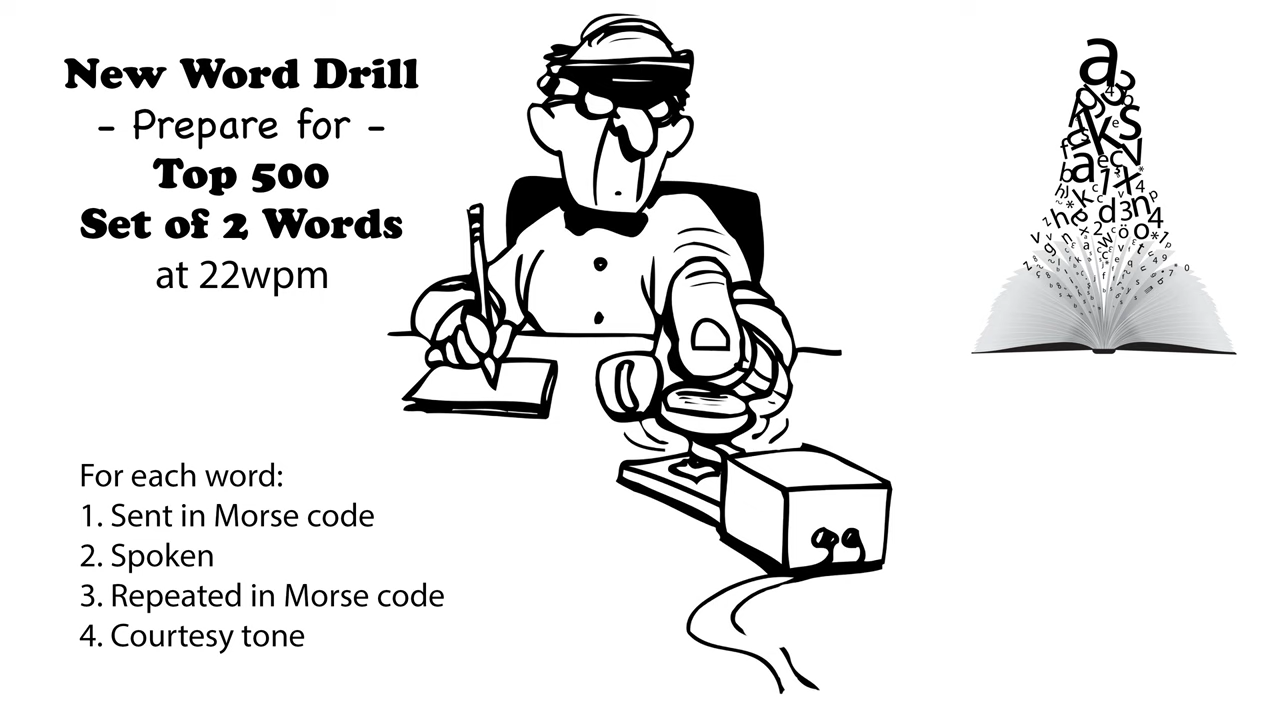 New Word Drill
- Prepare for -
Top 500
Set of 2 Words
at 22wpm
For each word:
1. Sent in Morse code
2. Spoken
3. Repeated in Morse code
4. Courtesy tone